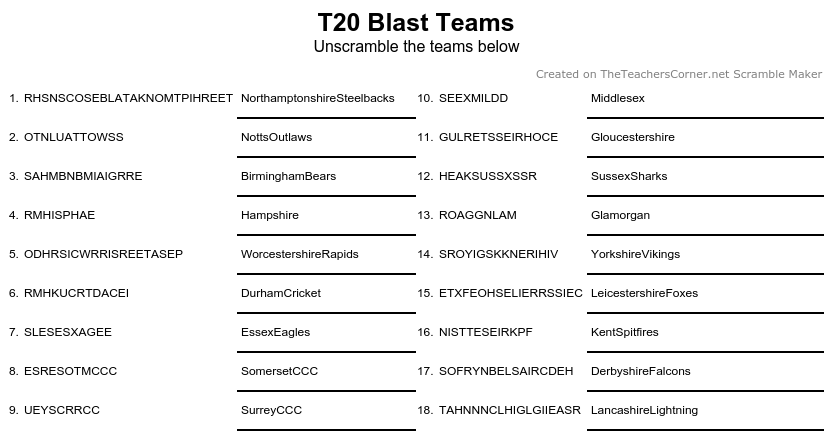 T20 Blast Teams
Unscramble the teams below
Created on TheTeachersCorner.net Scramble Maker
1. RHSNSCOSEBLATAKNOMTPIHREET NorthamptonshireSteelbacks
2. OTNLUATTOWSS NottsOutlaws
3. SAHMBNBMIAIGRRE BirminghamBears
4. RMHISPHAE Hampshire
5. ODHRSICWRRISREETASEP WorcestershireRapids
6. RMHKUCRTDACEI DurhamCricket
7. SLESESXAGEE EssexEagles
8. ESRESOTMCCC SomersetCCC
9. UEYSCRRCC SurreyCCC
10. SEEXMILDD Middlesex
11. GULRETSSEIRHOCE Gloucestershire
12. HEAKSUSSXSSR SussexSharks
13. ROAGGNLAM Glamorgan
14. SROYIGSKKNERIHIV YorkshireVikings
15. ETXFEOHSELIERRSSIEC LeicestershireFoxes
16. NISTTESEIRKPF KentSpitfires
17. SOFRYNBELSAIRCDEH DerbyshireFalcons
18. TAHNNNCLHIGLGIIEASR LancashireLightning